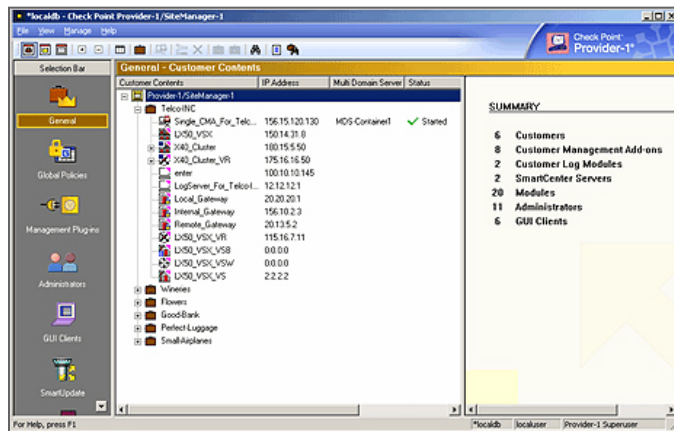 *localdb - Check Point Provider-1/SiteManager-1
File View Manage Help
Check Point
Provider-1*
Selection Bar
General - Customer Contents
Customer Contents IP Address Multi Domain Server Status
General
Global Policies
Management Plug-ins
Administrators
GUI Clients
SmartUpdate
Provider-1/SiteManager-1
Telco-INC
Single_CMA_For_Telc... 156.15.120.130 MDS-Container1 Started
LX50_VSX 150.14.31.8
X40_Cluster 180.15.5.50
X40_Cluster_VR 175.16.16.50
enter 100.10.10.145
LogServer_For_Telco-I... 12.12.12.1
Local_Gateway 20.20.20.1
Internal_Gateway 156.10.2.3
Remote_Gateway 20.13.5.2
LX50_VSX_VR 115.16.7.11
LX50_VSX_VSB 0.0.0.0
LX50_VSX_VSW 0.0.0.0
LX50_VSX_VS 2.2.2.2
Wineries
Flowers
Good-Bank
Perfect-Luggage
Small-Airplanes
SUMMARY
6 Customers
8 Customer Management Add-ons
2 Customer Log Modules
2 SmartCenter Servers
20 Modules
11 Administrators
6 GUI Clients
For Help, press F1
*localdb localuser Provider-1 Superuser